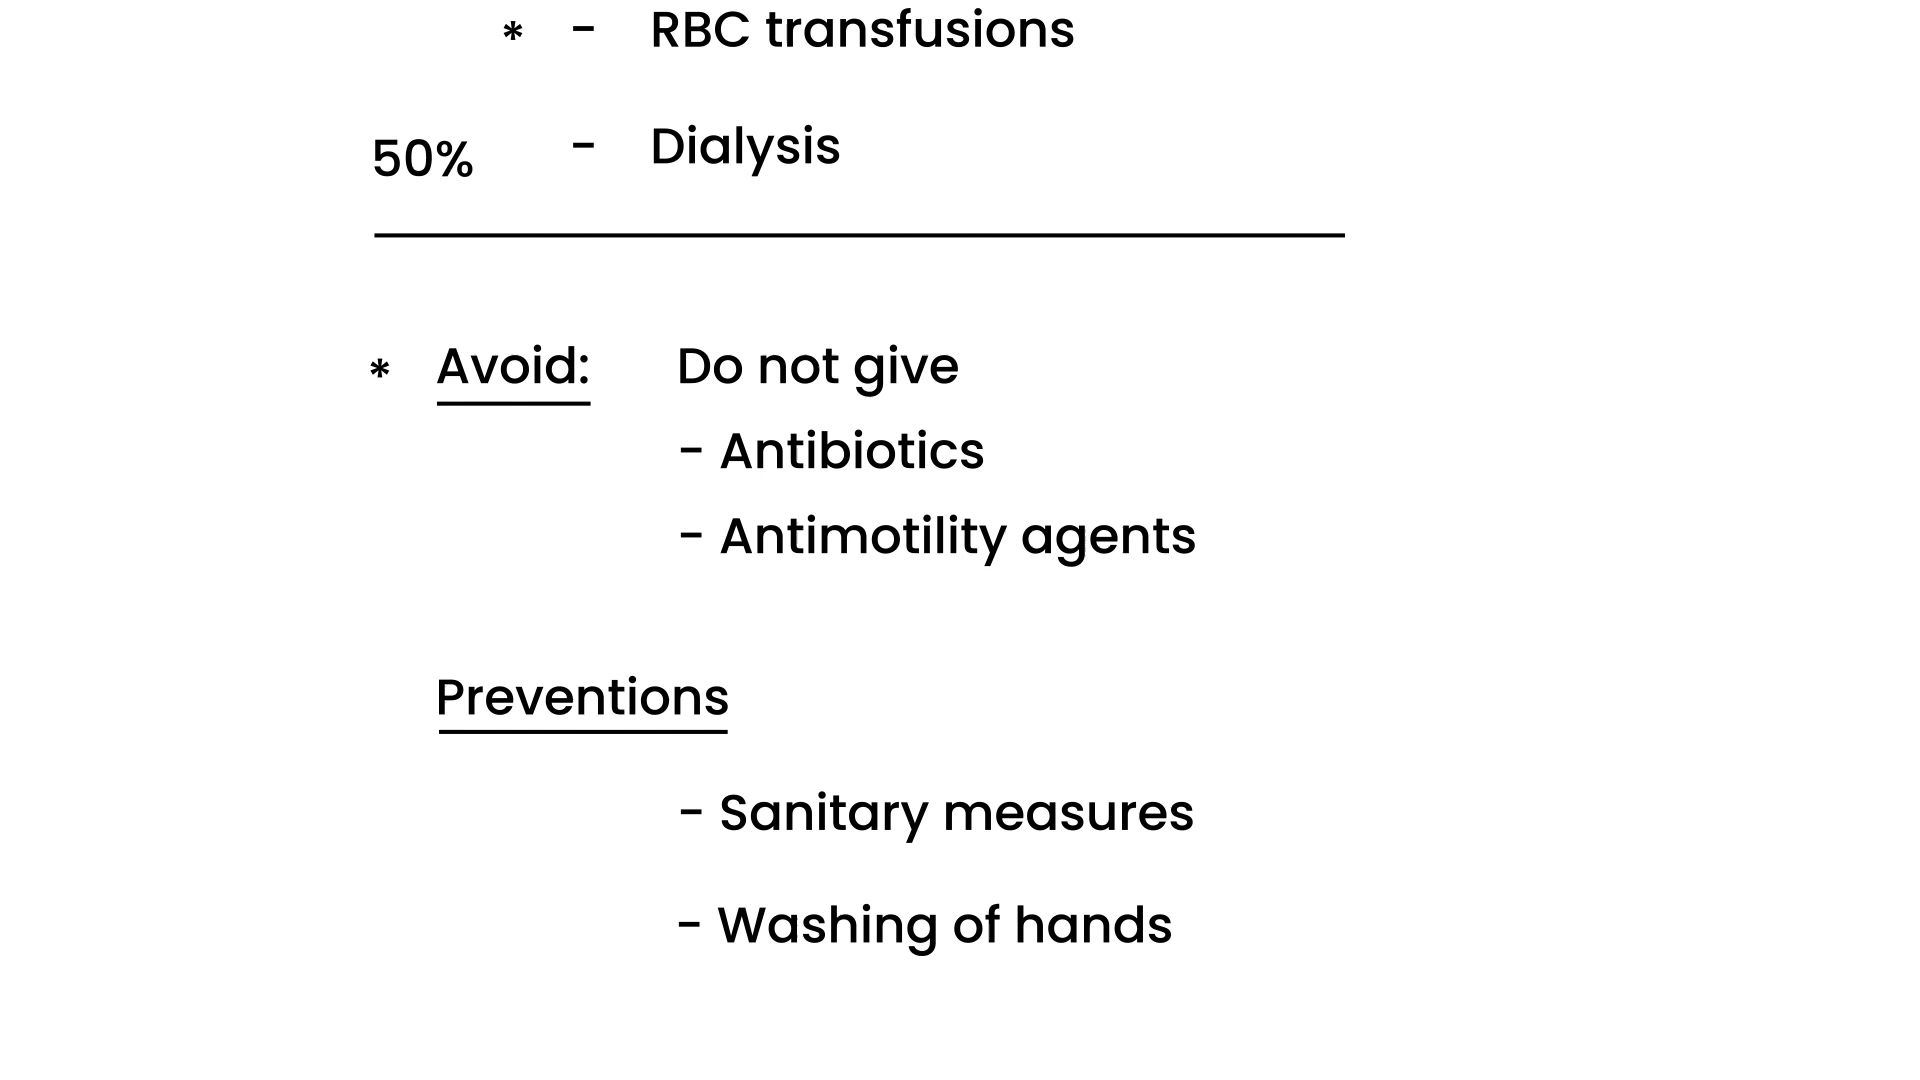 * - RBC transfusions
50% - Dialysis
* Avoid: Do not give
- Antibiotics
- Antimotility agents
Preventions
- Sanitary measures
- Washing of hands